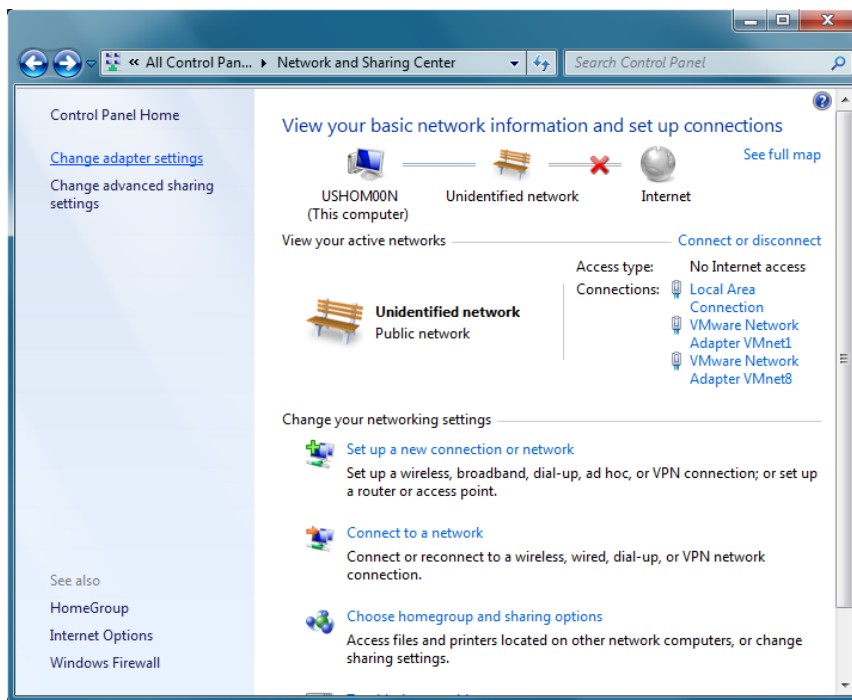 « All Control Pan... ▸ Network and Sharing Center
Search Control Panel
Control Panel Home
Change adapter settings
Change advanced sharing
settings
See also
HomeGroup
Internet Options
Windows Firewall
View your basic network information and set up connections
See full map
USHOM00N
(This computer)
Unidentified network
Internet
View your active networks
Connect or disconnect
Unidentified network
Public network
Access type: No Internet access
Connections: Local Area
Connection
VMware Network
Adapter VMnet1
VMware Network
Adapter VMnet8
Change your networking settings
Set up a new connection or network
Set up a wireless, broadband, dial-up, ad hoc, or VPN connection; or set up
a router or access point.
Connect to a network
Connect or reconnect to a wireless, wired, dial-up, or VPN network
connection.
Choose homegroup and sharing options
Access files and printers located on other network computers, or change
sharing settings.